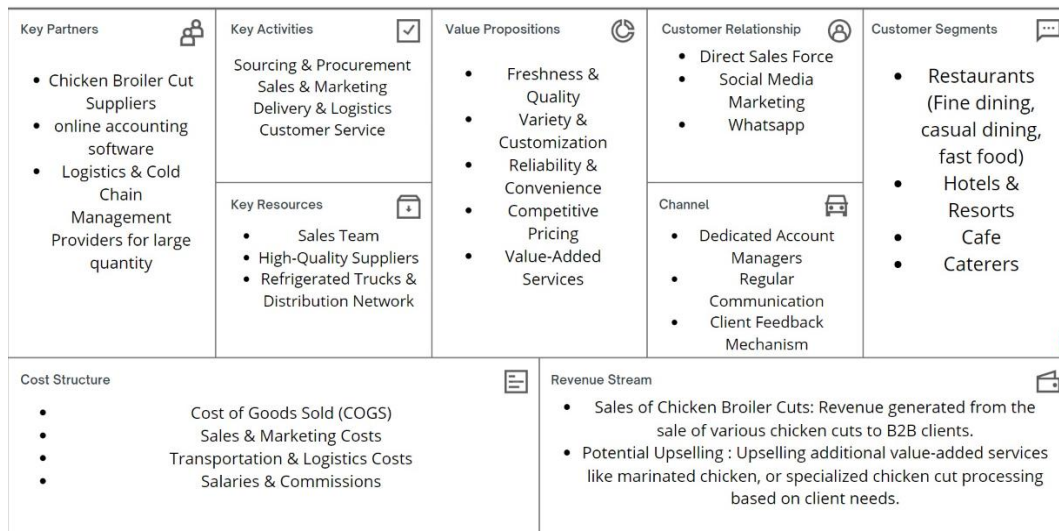 Key Partners
Chicken Broiler Cut
Suppliers
online accounting
software
Logistics & Cold
Chain
Management
Providers for large
quantity
Key Activities
Sourcing & Procurement
Sales & Marketing
Delivery & Logistics
Customer Service
Key Resources
Sales Team
High-Quality Suppliers
Refrigerated Trucks &
Distribution Network
Value Propositions
Freshness &
Quality
Variety &
Customization
Reliability &
Convenience
Competitive
Pricing
Value-Added
Services
Customer Relationship
Direct Sales Force
Social Media
Marketing
Whatsapp
Channel
Dedicated Account
Managers
Regular
Communication
Client Feedback
Mechanism
Customer Segments
Restaurants
(Fine dining,
casual dining,
fast food)
Hotels &
Resorts
Cafe
Caterers
Cost Structure
Cost of Goods Sold (COGS)
Sales & Marketing Costs
Transportation & Logistics Costs
Salaries & Commissions
Revenue Stream
Sales of Chicken Broiler Cuts: Revenue generated from the
sale of various chicken cuts to B2B clients.
Potential Upselling : Upselling additional value-added services
like marinated chicken, or specialized chicken cut processing
based on client needs.